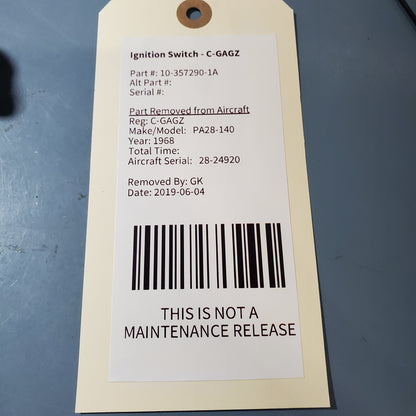 Ignition Switch - C-GAGZ
Part #: 10-357290-1A
Alt Part #:
Serial #:
Part Removed from Aircraft
Reg: C-GAGZ
Make/Model: PA28-140
Year: 1968
Total Time:
Aircraft Serial: 28-24920
Removed By: GK
Date: 2019-06-04
THIS IS NOT A
MAINTENANCE RELEASE